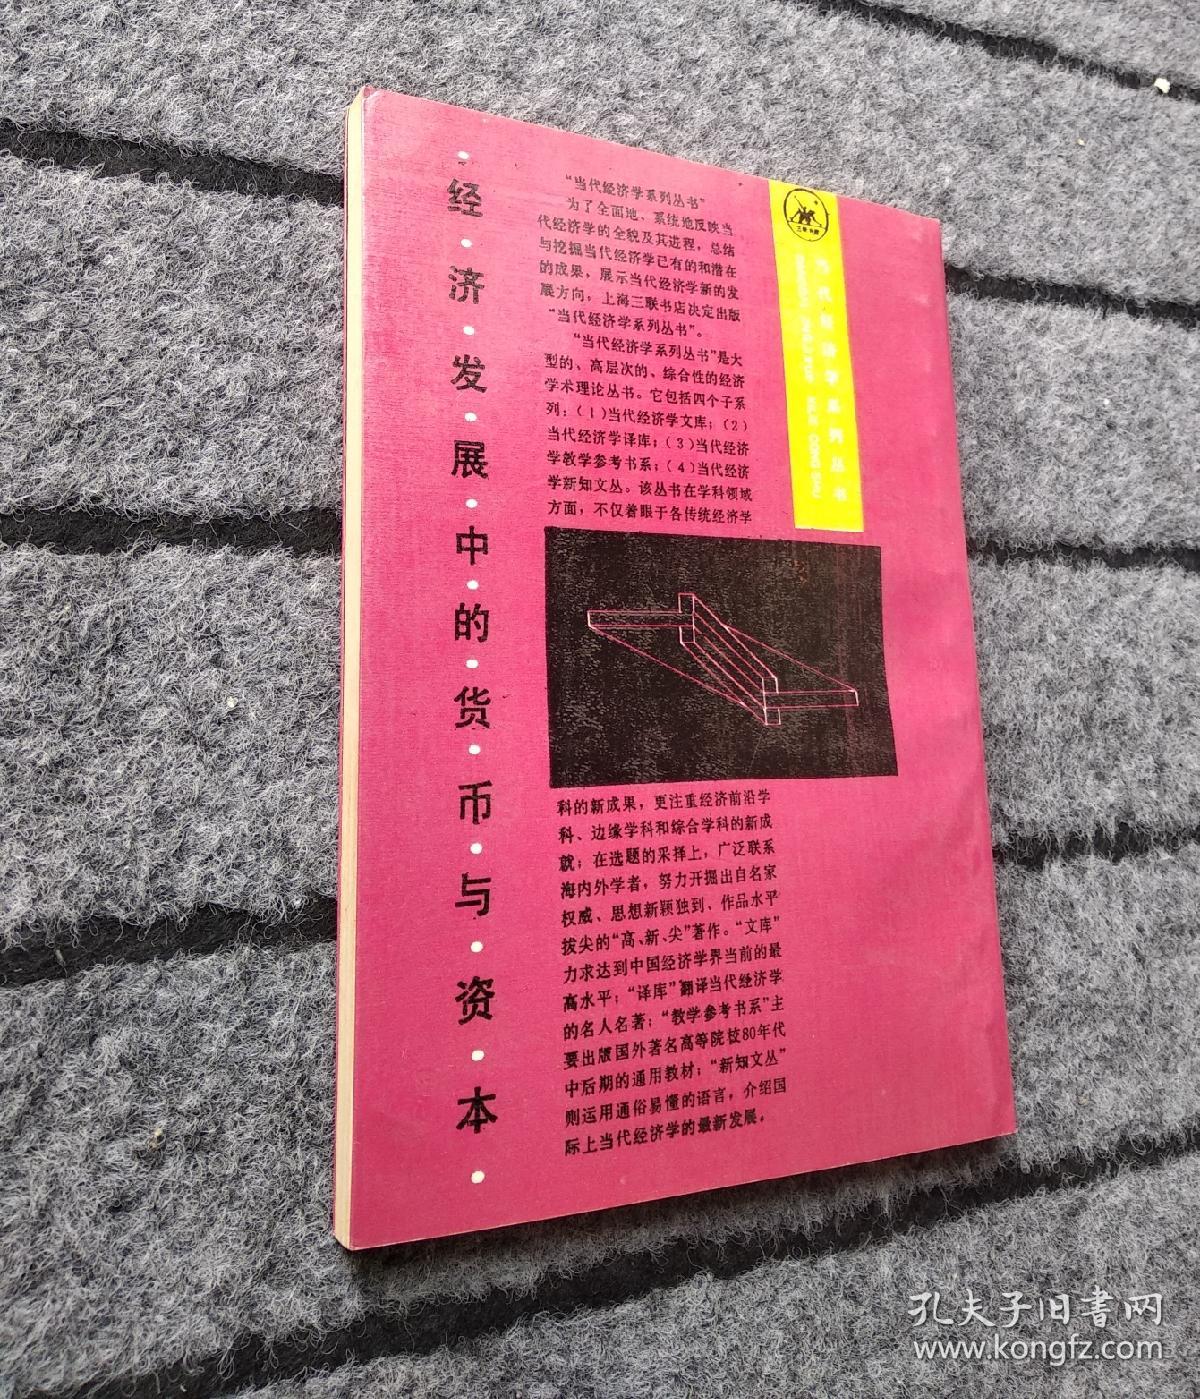 ·经·济·发·展·中·的·货·币·与·资·本·
“当代经济学系列丛书”
为了全面地、系统地反映当
代经济学的全貌及其进程，总结
与挖掘当代经济学已有的和潜在
的成果，展示当代经济学新的发
展方向，上海三联书店决定出版
“当代经济学系列丛书”。
“当代经济学系列丛书”是大
型的、高层次的、综合性的经济
学术理论丛书。它包括四个子系
列：（1）当代经济学文库；（2）
当代经济学译库；（3）当代经济
学教学参考书系；（4）当代经济
学新知文丛。该丛书在学科领域
方面，不仅着眼于各传统经济学
科的新成果，更注重经济前沿学
科、边缘学科和综合学科的新成
就；在选题的采择上，广泛联系
海内外学者，努力开掘出自名家
权威、思想新颖独到、作品水平
拔尖的“高、新、尖”著作。“文库”
力求达到中国经济学界当前的最
高水平；“译库”翻译当代经济学
的名人名著；“教学参考书系”主
要出版国外著名高等院校80年代
中后期的通用教材；“新知文丛”
则运用通俗易懂的语言，介绍国
际上当代经济学的最新发展。
三联书店
当代经济学系列丛书
DANGDAI JINGJIXUE XILIE CONGSHU
孔夫子旧书网
www.kongfz.com